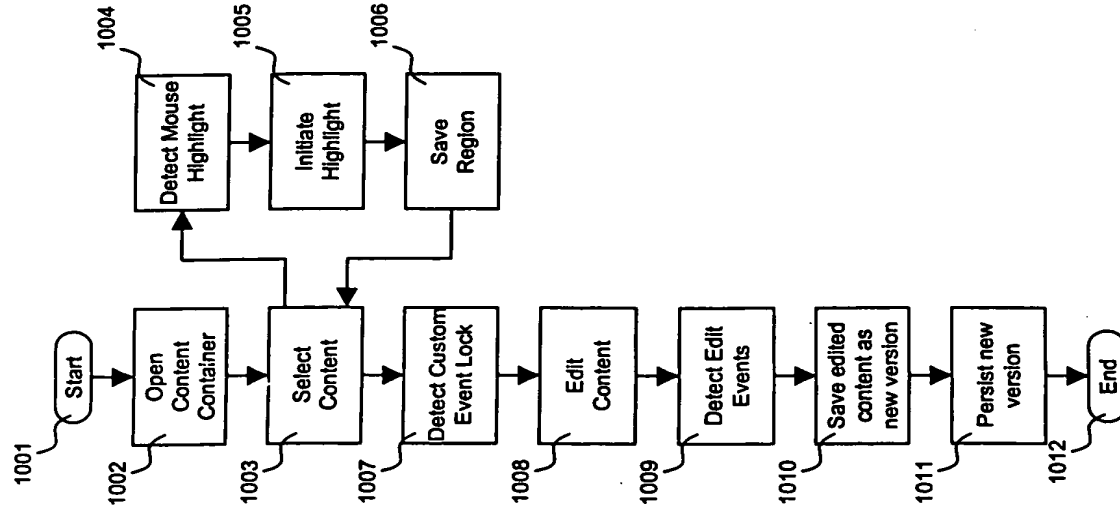 Start
1001
Open
Content
Container
1002
Select
Content
1003
Detect Mouse
Highlight
1004
Initiate
Highlight
1005
Save
Region
1006
Detect Custom
Event Lock
1007
Edit
Content
1008
Detect Edit
Events
1009
Save edited
content as
new version
1010
Persist new
version
1011
End
1012